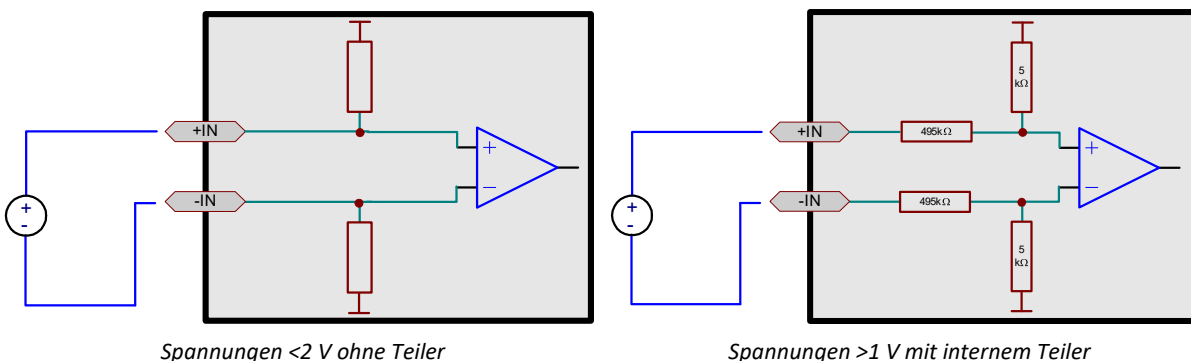 +IN
-IN
+
-
+
−
Spannungen <2 V ohne Teiler
+IN
-IN
495kΩ
495kΩ
5
kΩ
5
kΩ
+
-
+
−
Spannungen >1 V mit internem Teiler